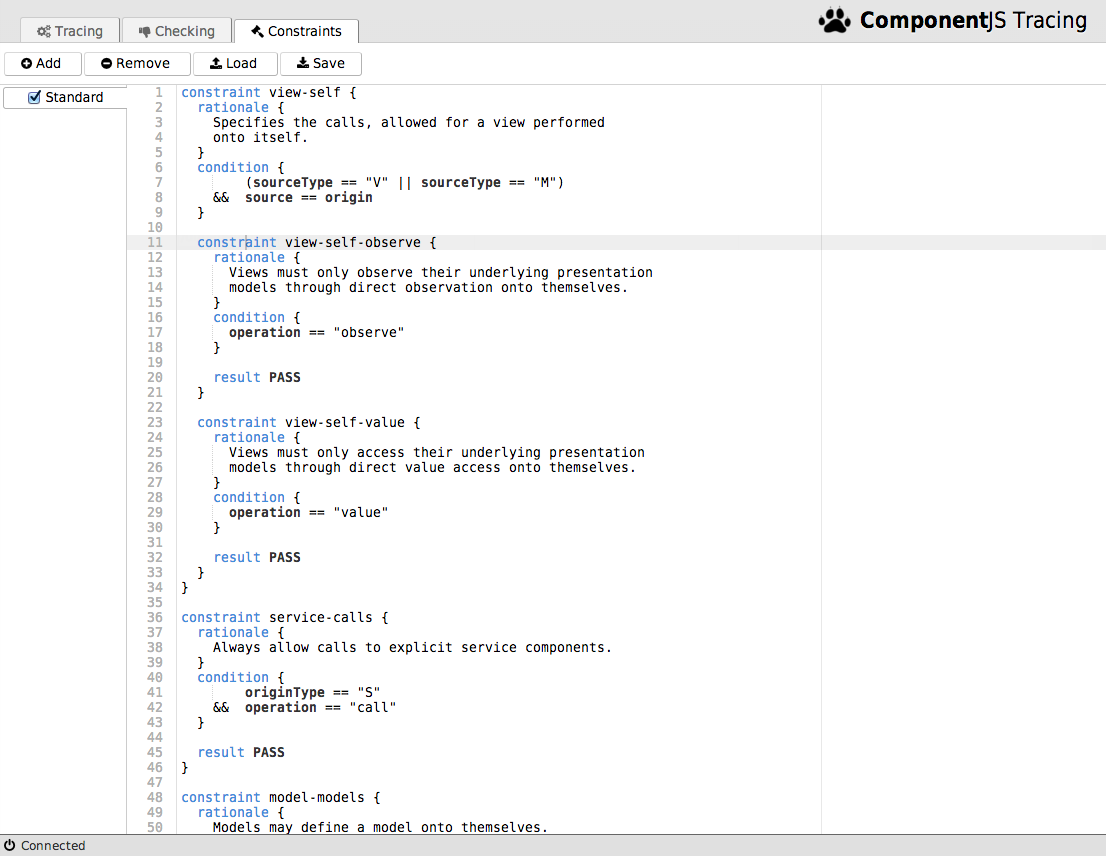 Tracing Checking Constraints ComponentJS Tracing
Add Remove Load Save
Standard
1 constraint view-self {
2   rationale {
3     Specifies the calls, allowed for a view performed
4     onto itself.
5   }
6   condition {
7         (sourceType == "V" || sourceType == "M")
8     &&  source == origin
9   }
10
11   constraint view-self-observe {
12     rationale {
13       Views must only observe their underlying presentation
14       models through direct observation onto themselves.
15     }
16     condition {
17       operation == "observe"
18     }
19
20     result PASS
21   }
22
23   constraint view-self-value {
24     rationale {
25       Views must only access their underlying presentation
26       models through direct value access onto themselves.
27     }
28     condition {
29       operation == "value"
30     }
31
32     result PASS
33   }
34 }
35
36 constraint service-calls {
37   rationale {
38     Always allow calls to explicit service components.
39   }
40   condition {
41         originType == "S"
42     &&  operation == "call"
43   }
44
45   result PASS
46 }
47
48 constraint model-models {
49   rationale {
50     Models may define a model onto themselves.
Connected